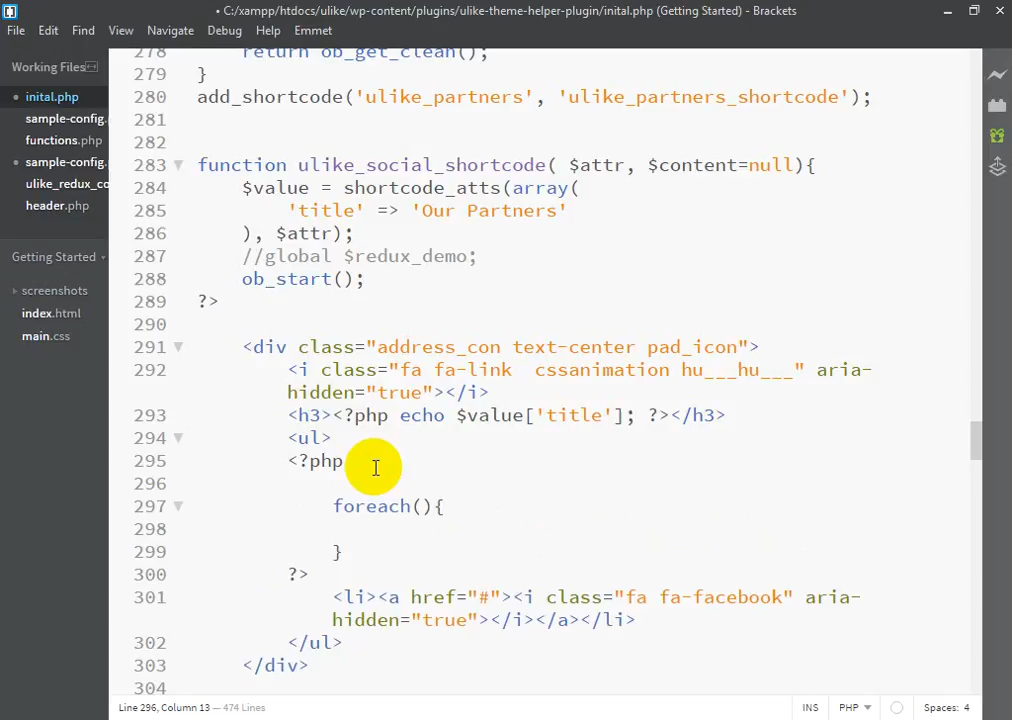 • C:/xampp/htdocs/ulike/wp-content/plugins/ulike-theme-helper-plugin/inital.php (Getting Started) - Brackets
File Edit Find View Navigate Debug Help Emmet
Working Files
inital.php
sample-config.
functions.php
sample-config.
ulike_redux_co
header.php
Getting Started
screenshots
index.html
main.css
278 return ob_get_clean();
279 }
280 add_shortcode('ulike_partners', 'ulike_partners_shortcode');
281
282
283 function ulike_social_shortcode( $attr, $content=null){
284 $value = shortcode_atts(array(
285 'title' => 'Our Partners'
286 ), $attr);
287 //global $redux_demo;
288 ob_start();
289 ?>
290
291 <div class="address_con text-center pad_icon">
292 <i class="fa fa-link  cssanimation hu___hu___" aria-
hidden="true"></i>
293 <h3><?php echo $value['title']; ?></h3>
294 <ul>
295 <?php
296
297 foreach(){
298
299 }
300 ?>
301 <li><a href="#"><i class="fa fa-facebook" aria-
hidden="true"></i></a></li>
302 </ul>
303 </div>
304
Line 296, Column 13 — 474 Lines
INS PHP Spaces: 4